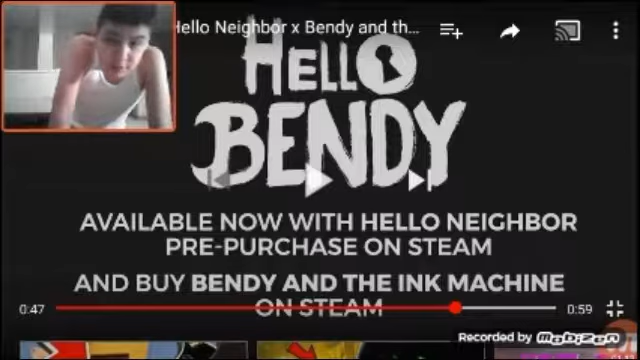 Hello Neighbor x Bendy and th...
HELLO
BENDY
AVAILABLE NOW WITH HELLO NEIGHBOR
PRE-PURCHASE ON STEAM
AND BUY BENDY AND THE INK MACHINE
ON STEAM
0:47
0:59
Recorded by Mobizen